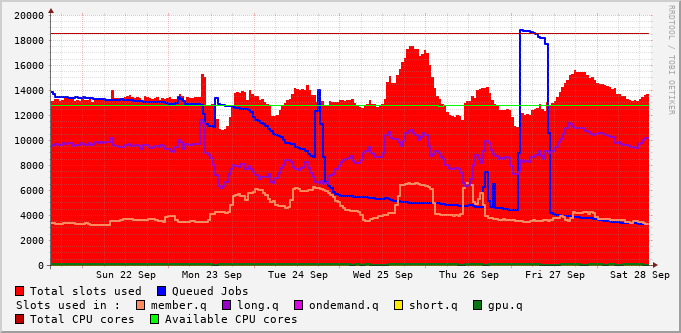 20000
18000
16000
14000
12000
10000
8000
6000
4000
2000
0
Sun 22 Sep Mon 23 Sep Tue 24 Sep Wed 25 Sep Thu 26 Sep Fri 27 Sep Sat 28 Sep
Total slots used Queued Jobs
Slots used in : member.q long.q ondemand.q short.q gpu.q
Total CPU cores Available CPU cores
RRDTOOL / TOBI OETIKER